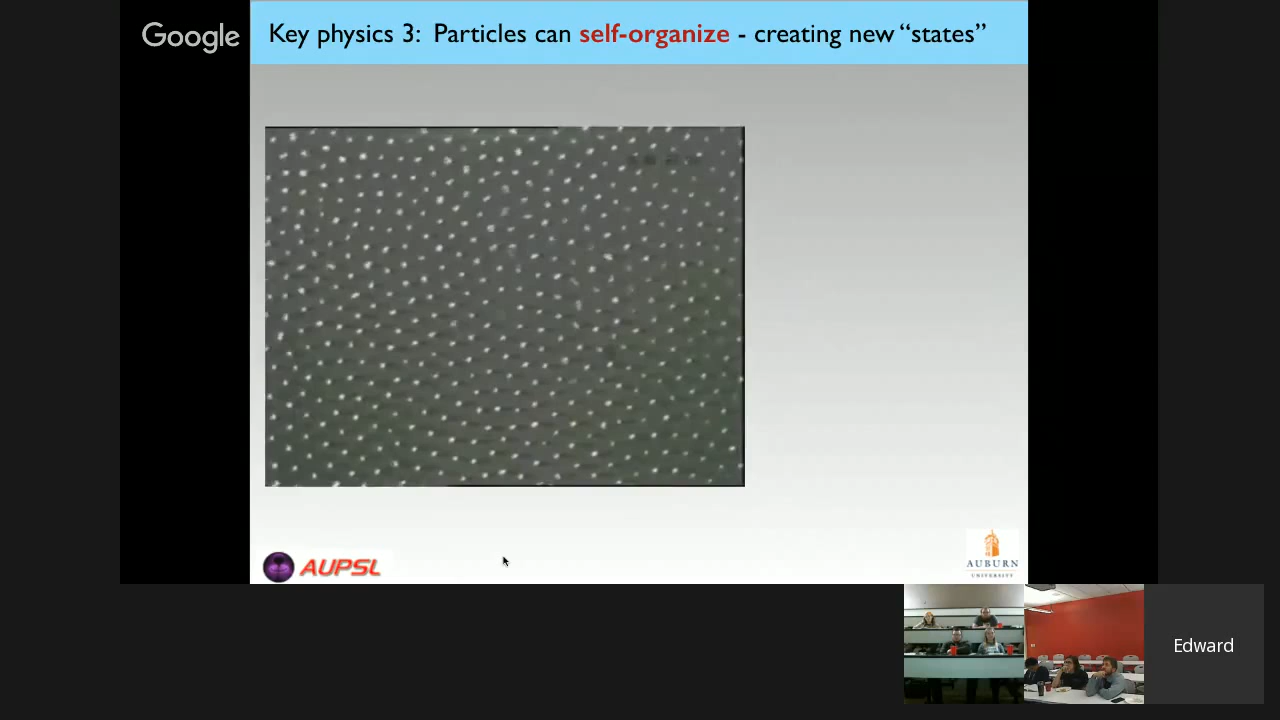 Google
Key physics 3: Particles can self-organize - creating new “states”
AUPSL
AUBURN
UNIVERSITY
Edward